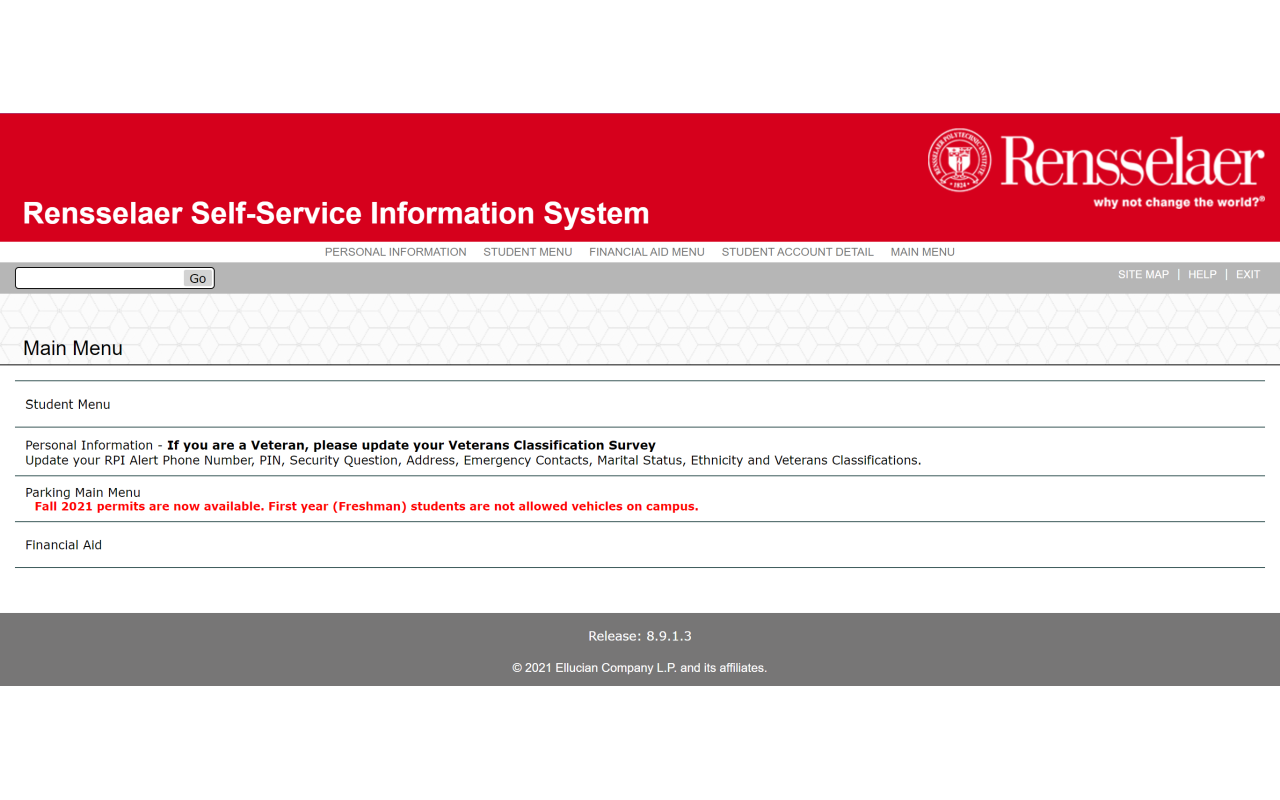 RENSSELAER POLYTECHNIC INSTITUTE
1824
Rensselaer
why not change the world?®
Rensselaer Self-Service Information System
PERSONAL INFORMATION STUDENT MENU FINANCIAL AID MENU STUDENT ACCOUNT DETAIL MAIN MENU
Go
SITE MAP | HELP | EXIT
Main Menu
Student Menu
Personal Information - If you are a Veteran, please update your Veterans Classification Survey
Update your RPI Alert Phone Number, PIN, Security Question, Address, Emergency Contacts, Marital Status, Ethnicity and Veterans Classifications.
Parking Main Menu
Fall 2021 permits are now available. First year (Freshman) students are not allowed vehicles on campus.
Financial Aid
Release: 8.9.1.3
© 2021 Ellucian Company L.P. and its affiliates.